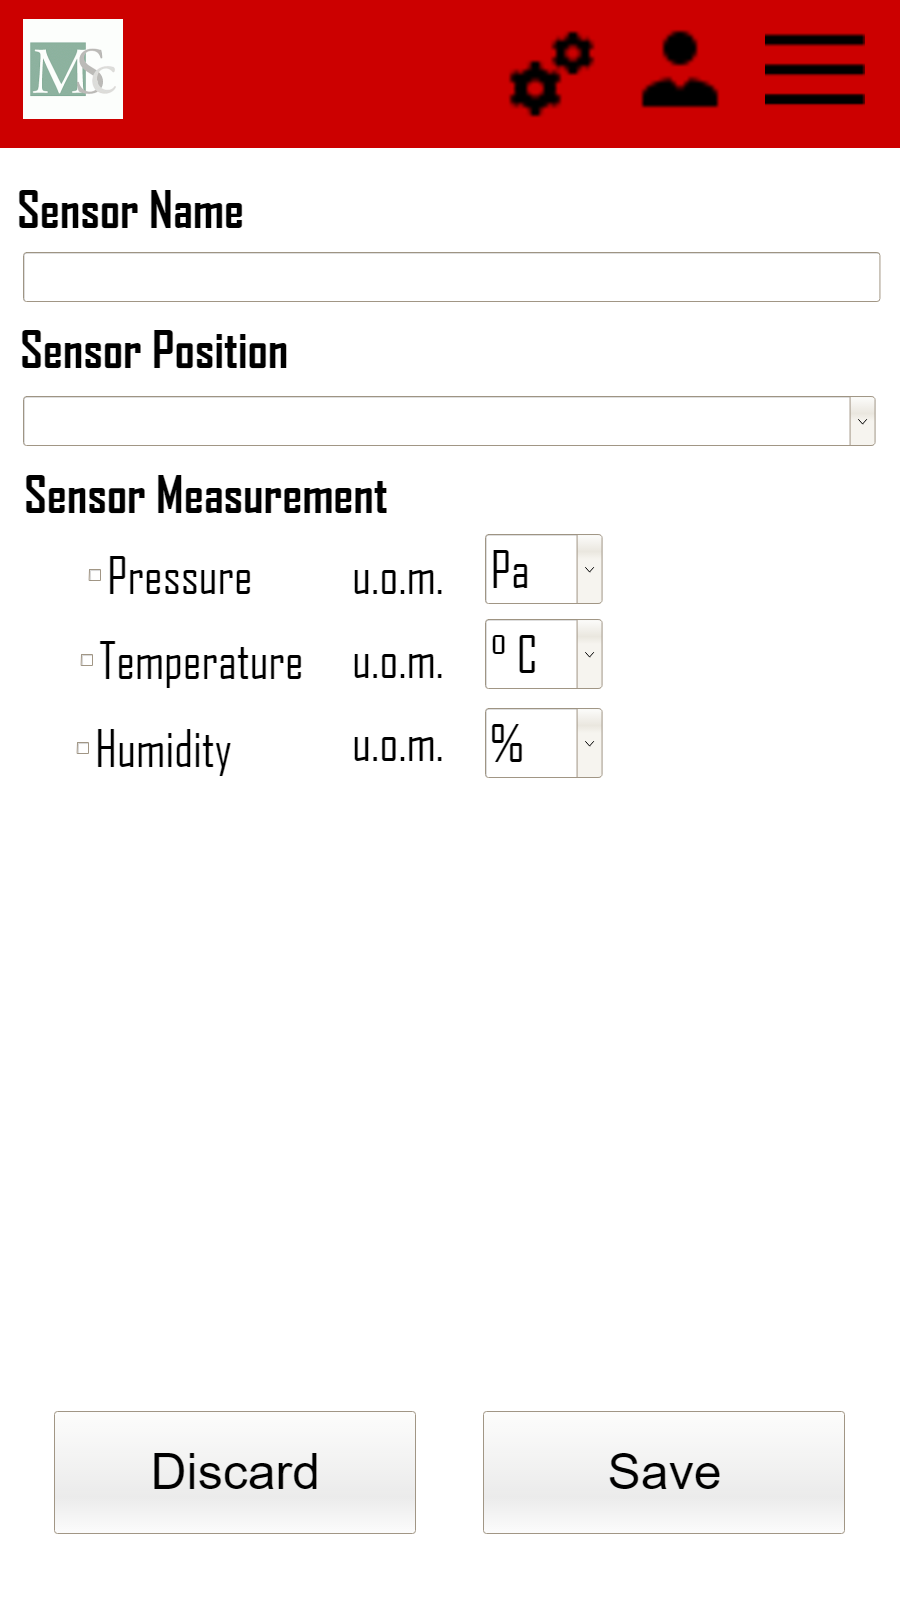 MSc
Sensor Name
Sensor Position
Sensor Measurement
Pressure u.o.m. Pa
Temperature u.o.m. º C
Humidity u.o.m. %
Discard Save